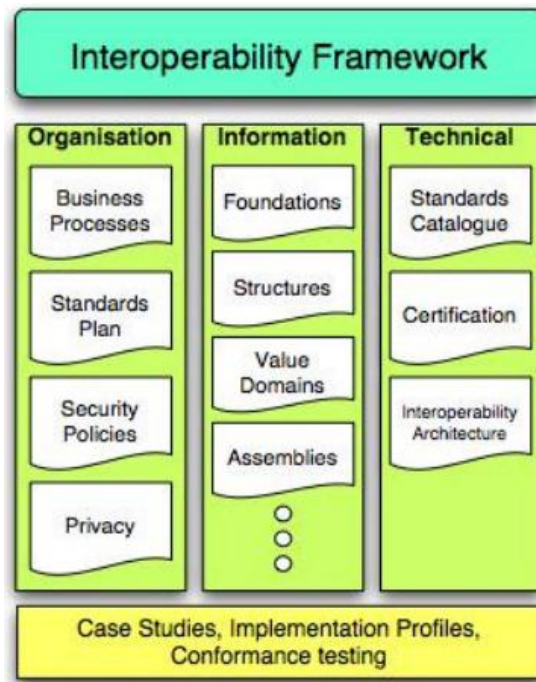 Interoperability Framework
Organisation
Business
Processes
Standards
Plan
Security
Policies
Privacy
Information
Foundations
Structures
Value
Domains
Assemblies
Technical
Standards
Catalogue
Certification
Interoperability
Architecture
Case Studies, Implementation Profiles,
Conformance testing